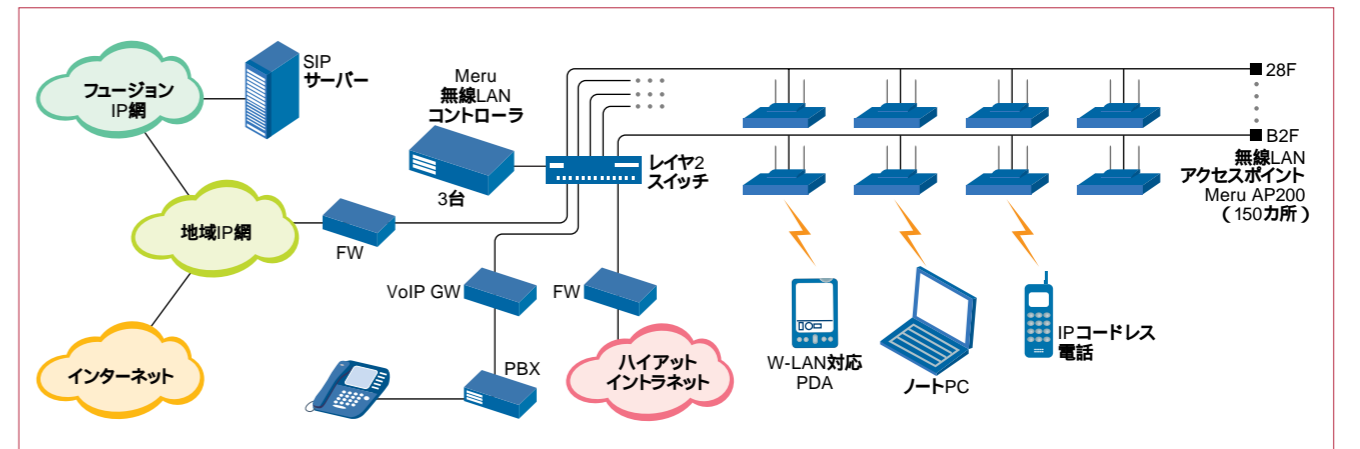 フュージョン
IP網
SIP
サーバー
Meru
無線LAN
コントローラ
3台
レイヤ2
スイッチ
28F
B2F
無線LAN
アクセスポイント
Meru AP200
(150カ所)
地域IP網
FW
VoIP GW
FW
インターネット
PBX
ハイアット
イントラネット
W-LAN対応
PDA
ノートPC
IPコードレス
電話